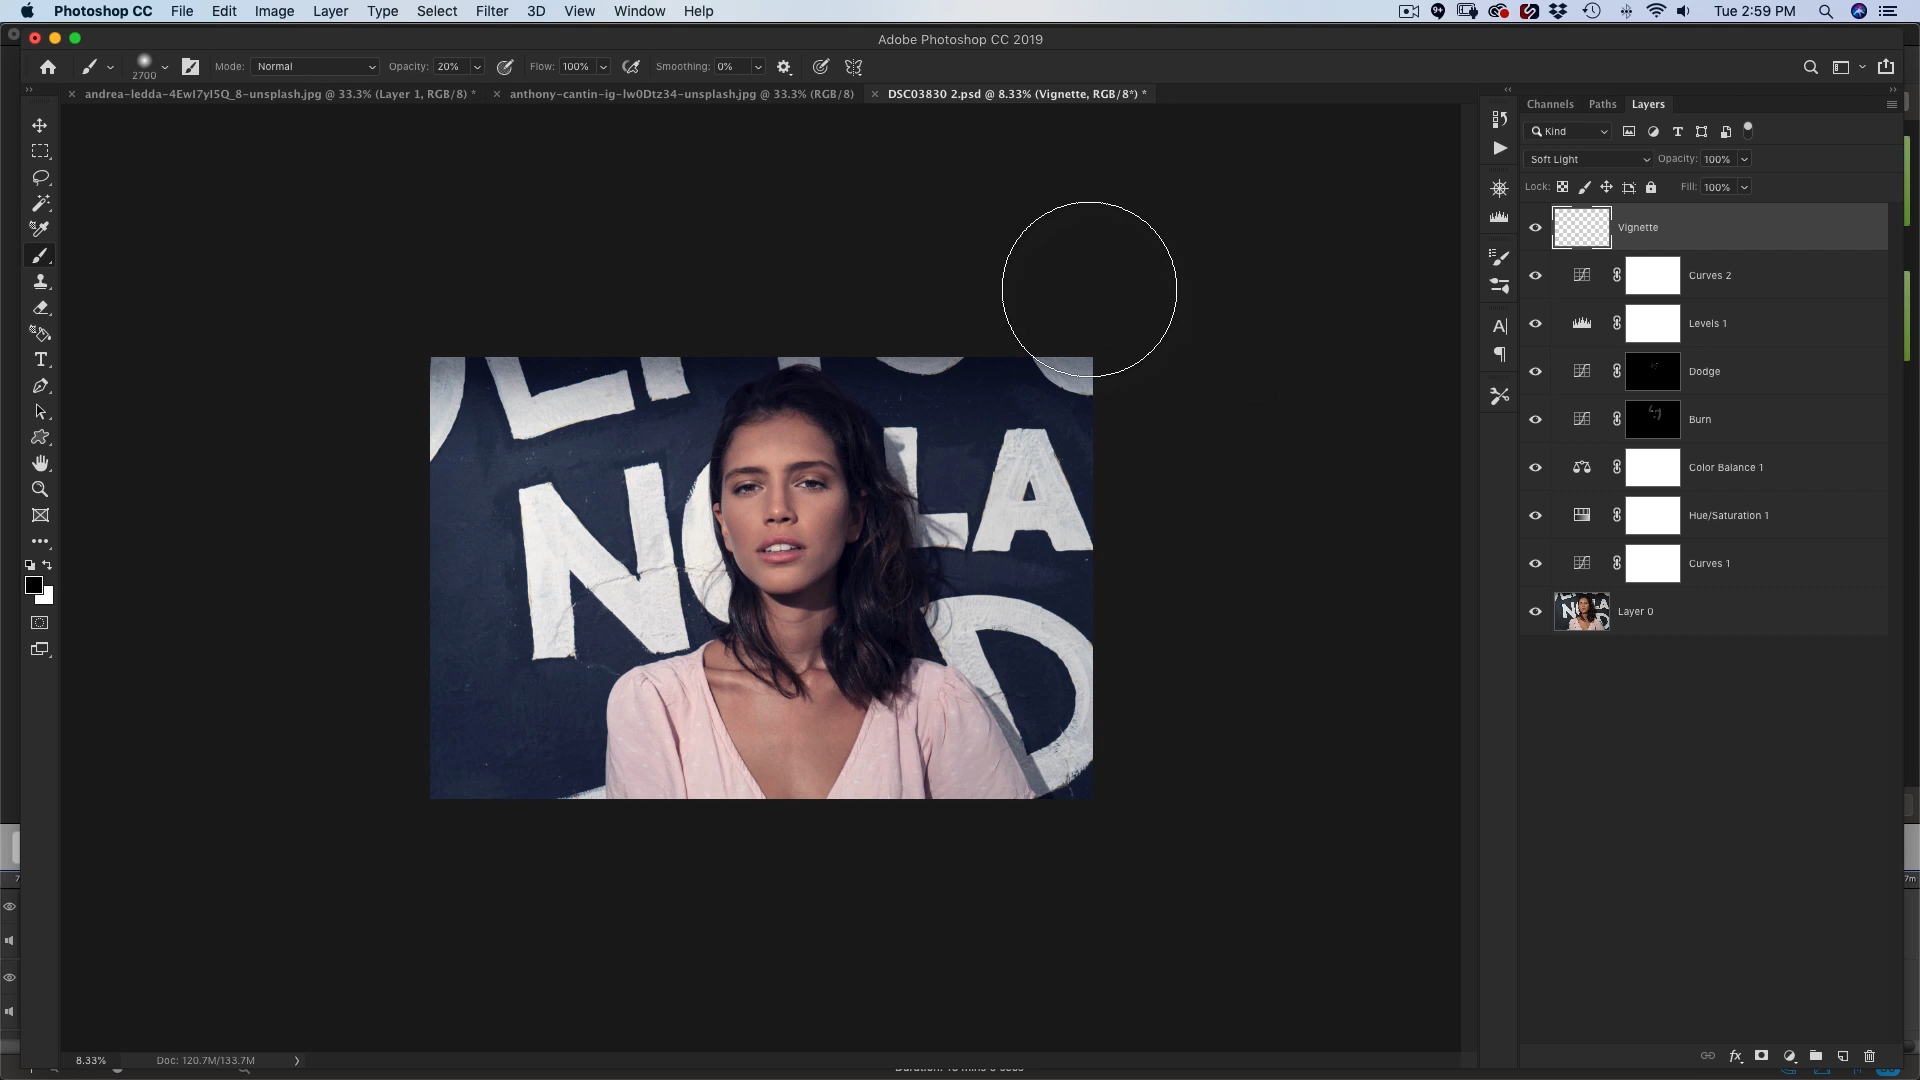 Photoshop CC File Edit Image Layer Type Select Filter 3D View Window Help 9+ Tue 2:59 PM
Adobe Photoshop CC 2019
2700 Mode: Normal Opacity: 20% Flow: 100% Smoothing: 0%
andrea-ledda-4EwI7yI5Q_8-unsplash.jpg @ 33.3% (Layer 1, RGB/8) * anthony-cantin-ig-lw0Dtz34-unsplash.jpg @ 33.3% (RGB/8) DSC03830 2.psd @ 8.33% (Vignette, RGB/8*) *
Channels Paths Layers
Kind
Soft Light Opacity: 100%
Lock: Fill: 100%
Vignette
Curves 2
Levels 1
Dodge
Burn
Color Balance 1
Hue/Saturation 1
Curves 1
Layer 0
NOLA
D
8.33% Doc: 120.7M/133.7M